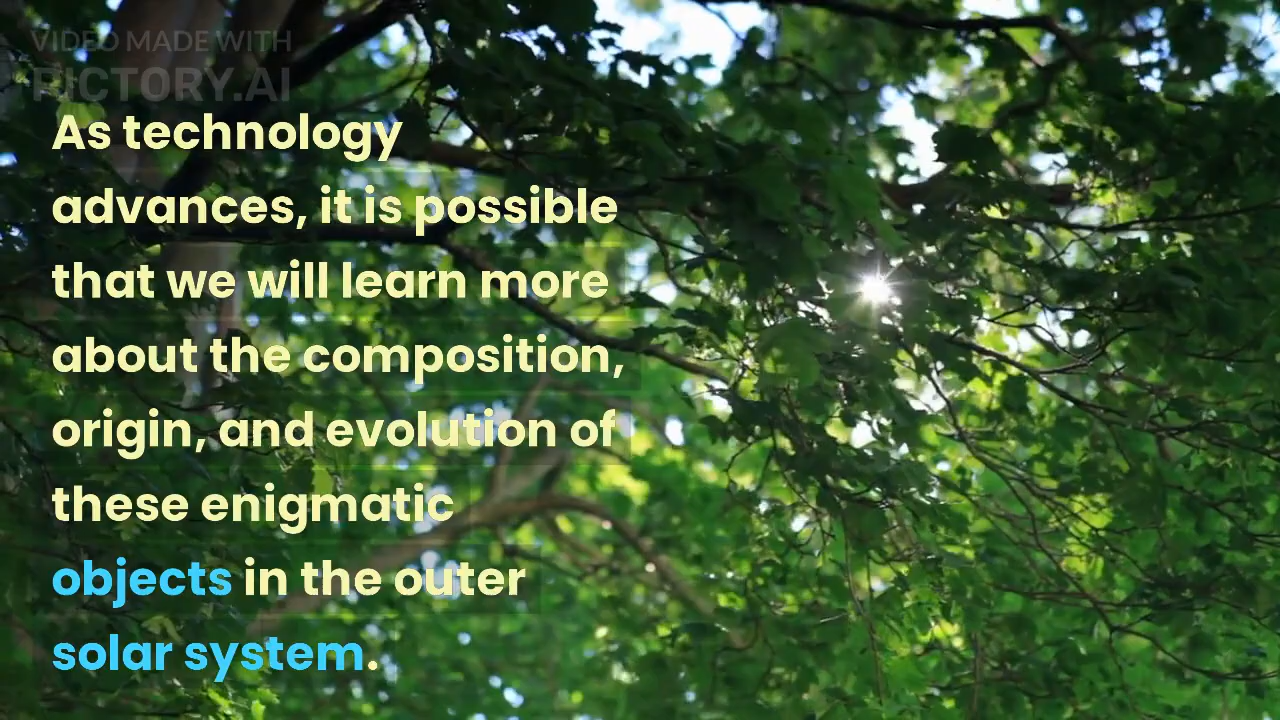 VIDEO MADE WITH
PICTORY.AI
As technology
advances, it is possible
that we will learn more
about the composition,
origin, and evolution of
these enigmatic
objects in the outer
solar system.